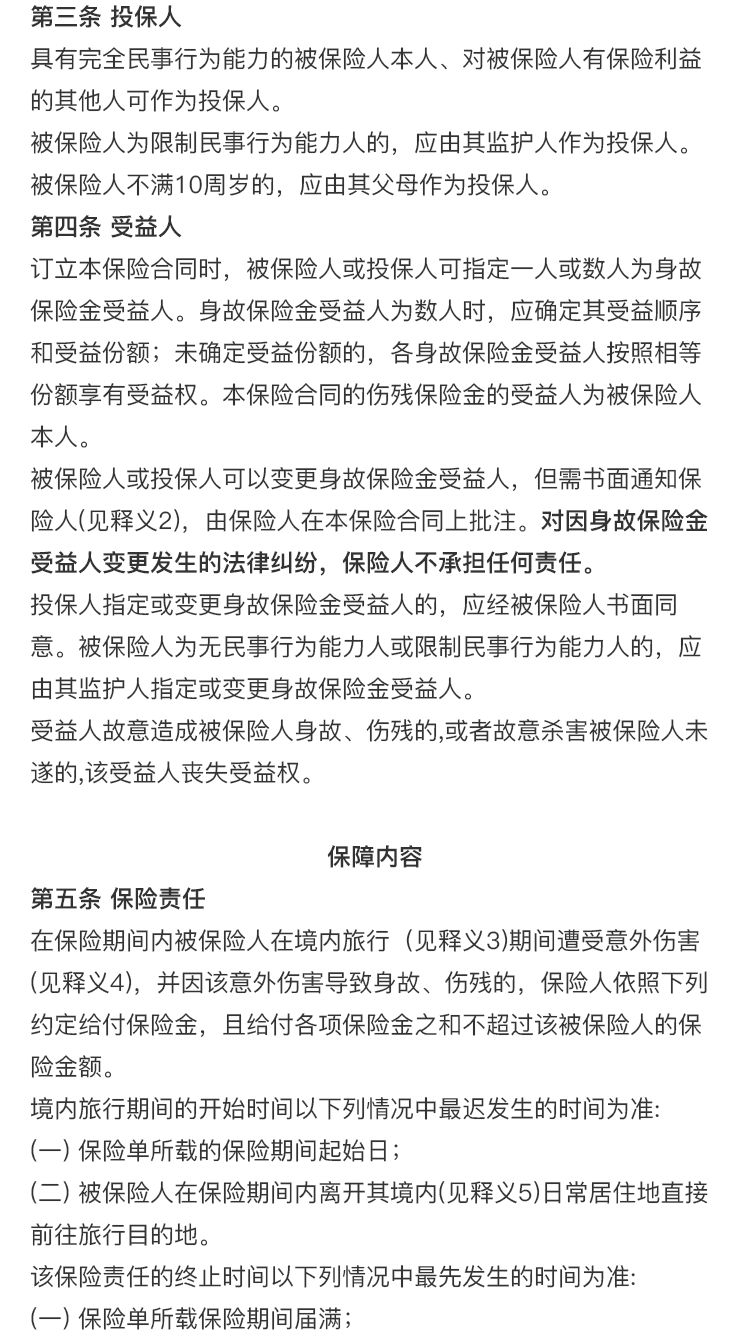 第三条 投保人
具有完全民事行为能力的被保险人本人、对被保险人有保险利益
的其他人可作为投保人。
被保险人为限制民事行为能力人的，应由其监护人作为投保人。
被保险人不满10周岁的，应由其父母作为投保人。
第四条 受益人
订立本保险合同时，被保险人或投保人可指定一人或数人为身故
保险金受益人。身故保险金受益人为数人时，应确定其受益顺序
和受益份额；未确定受益份额的，各身故保险金受益人按照相等
份额享有受益权。本保险合同的伤残保险金的受益人为被保险人
本人。
被保险人或投保人可以变更身故保险金受益人，但需书面通知保
险人(见释义2)，由保险人在本保险合同上批注。对因身故保险金
受益人变更发生的法律纠纷，保险人不承担任何责任。
投保人指定或变更身故保险金受益人的，应经被保险人书面同
意。被保险人为无民事行为能力人或限制民事行为能力人的，应
由其监护人指定或变更身故保险金受益人。
受益人故意造成被保险人身故、伤残的,或者故意杀害被保险人未
遂的,该受益人丧失受益权。
保障内容
第五条 保险责任
在保险期间内被保险人在境内旅行（见释义3)期间遭受意外伤害
(见释义4)，并因该意外伤害导致身故、伤残的，保险人依照下列
约定给付保险金，且给付各项保险金之和不超过该被保险人的保
险金额。
境内旅行期间的开始时间以下列情况中最迟发生的时间为准:
(一) 保险单所载的保险期间起始日；
(二) 被保险人在保险期间内离开其境内(见释义5)日常居住地直接
前往旅行目的地。
该保险责任的终止时间以下列情况中最先发生的时间为准:
(一) 保险单所载保险期间届满；